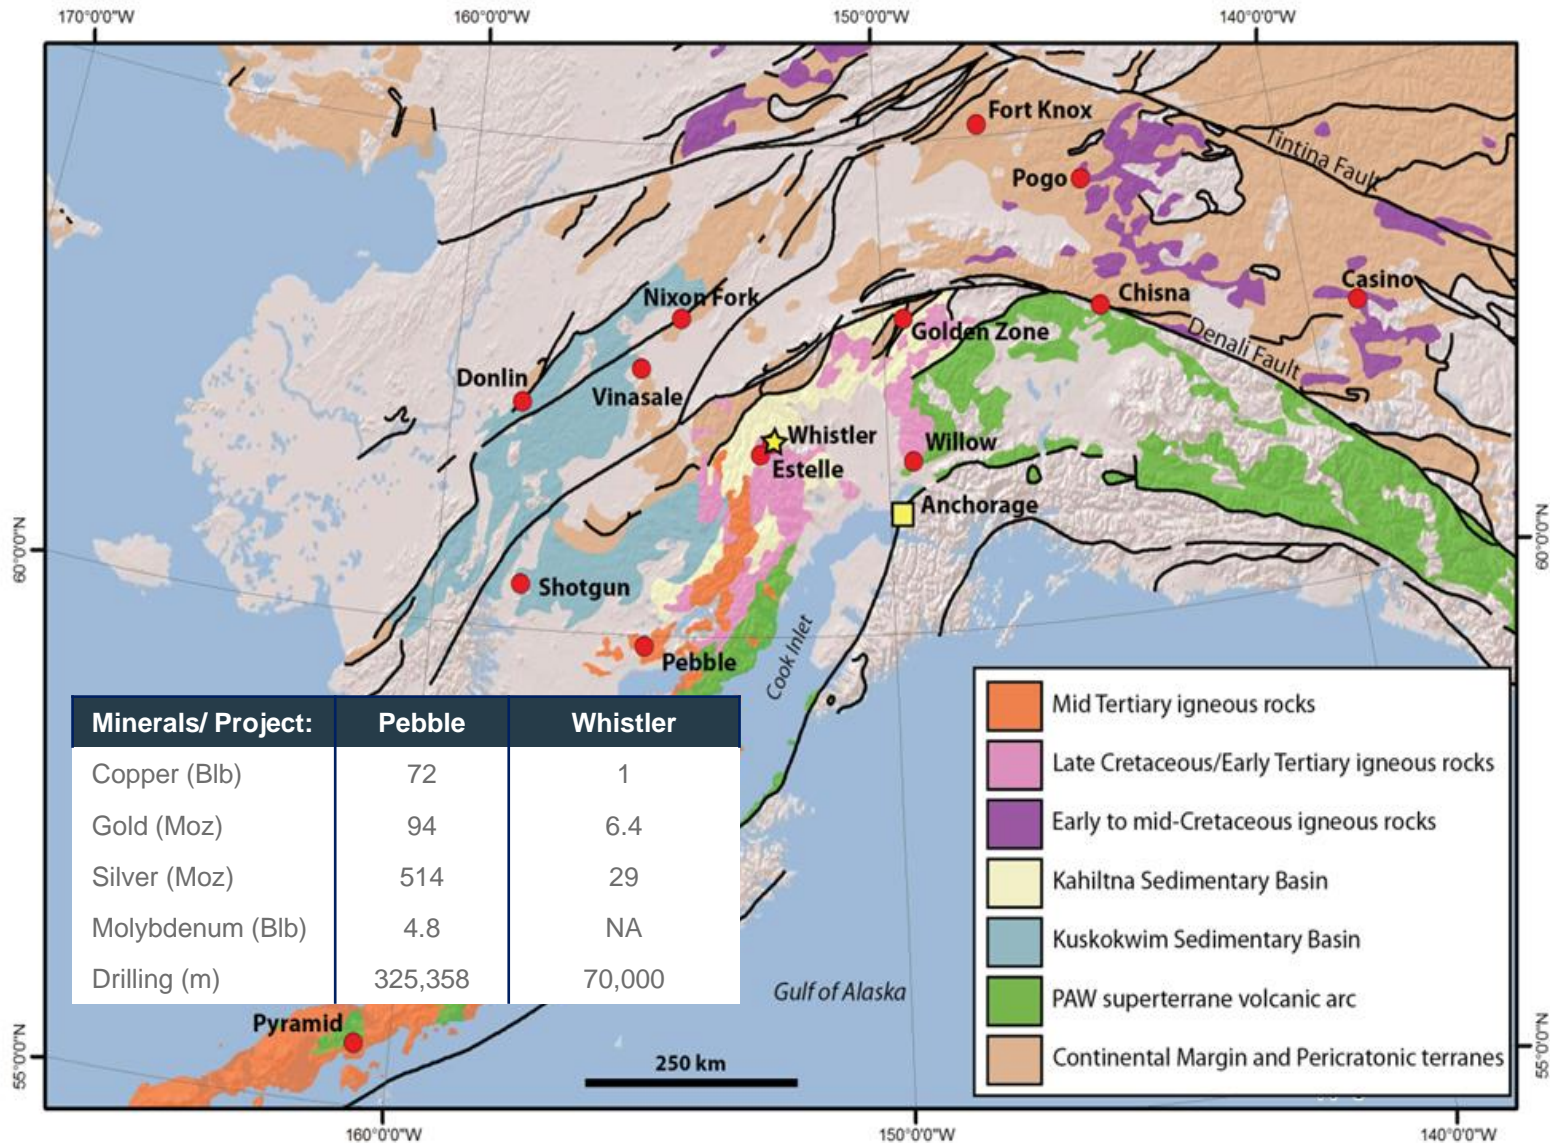 170°0'0"W 160°0'0"W 150°0'0"W 140°0'0"W
Fort Knox
Tintina Fault
Pogo
Casino
Nixon Fork
Chisna
Golden Zone
Denali Fault
Donlin
Vinasale
Whistler
Willow
Estelle
Anchorage
60°0'0"N
60°0'0"N
Shotgun
Cook Inlet
Pebble
Minerals/ Project: Pebble Whistler
Copper (Blb) 72 1
Gold (Moz) 94 6.4
Silver (Moz) 514 29
Molybdenum (Blb) 4.8 NA
Drilling (m) 325,358 70,000
Mid Tertiary igneous rocks
Late Cretaceous/Early Tertiary igneous rocks
Early to mid-Cretaceous igneous rocks
Kahiltna Sedimentary Basin
Kuskokwim Sedimentary Basin
PAW superterrane volcanic arc
Continental Margin and Pericratonic terranes
Gulf of Alaska
Pyramid
250 km
55°0'0"N
55°0'0"N
160°0'0"W 150°0'0"W 140°0'0"W